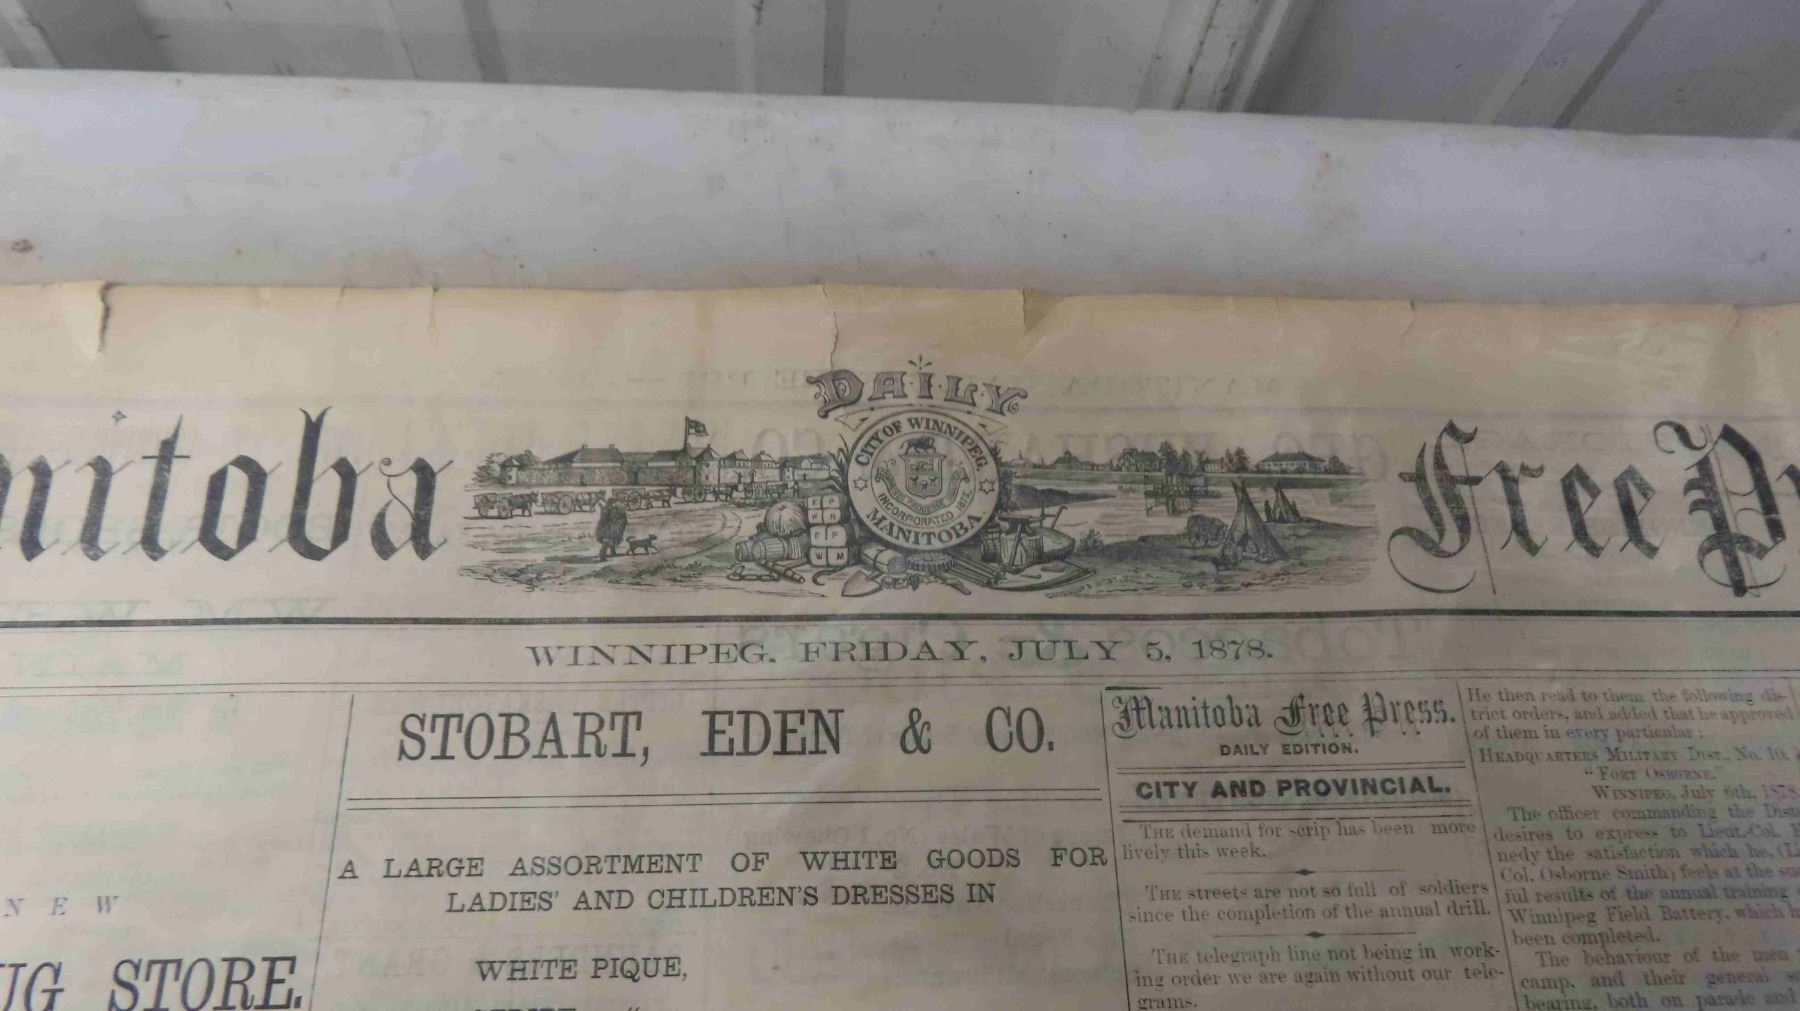 DAILY
nitoba
Free P
CITY OF WINNIPEG,
INCORPORATED 1873.
MANITOBA.
WINNIPEG, FRIDAY, JULY 5, 1878.
NEW
UG STORE.
STOBART, EDEN & CO.
A LARGE ASSORTMENT OF WHITE GOODS FOR
LADIES' AND CHILDREN'S DRESSES IN
WHITE PIQUE,
Manitoba Free Press.
DAILY EDITION.
CITY AND PROVINCIAL.
THE demand for scrip has been more
lively this week.
THE streets are not so full of soldiers
since the completion of the annual drill.
THE telegraph line not being in work-
ing order we are again without our tele-
grams.
He then read to them the following dis-
trict orders, and added that he approved
of them in every particular:
HEADQUARTERS MILITARY DIST., No. 10,
"FORT OSBORNE."
WINNIPEG, July 6th, 1878.
The officer commanding the Dist
desires to express to Lieut.-Col. K
nedy the satisfaction which he, (Li
Col. Osborne Smith) feels at the su
ful results of the annual training
Winnipeg Field Battery, which h
been completed.
The behaviour of the men
camp, and their general
bearing, both on parade and